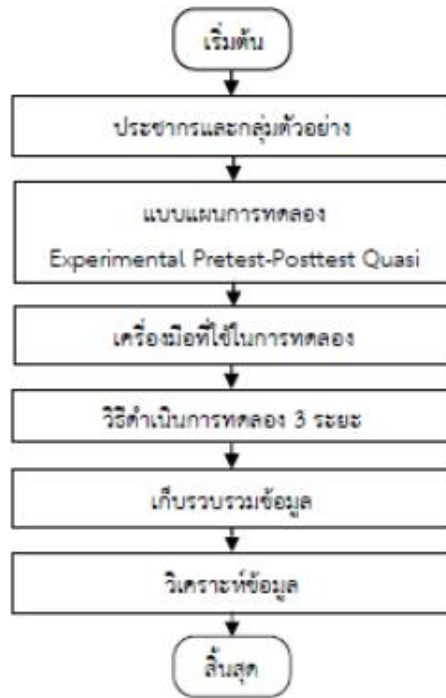 เริ่มต้น
ประชากรและกลุ่มตัวอย่าง
แบบแผนการทดลอง
Experimental Pretest-Posttest Quasi
เครื่องมือที่ใช้ในการทดลอง
วิธีดำเนินการทดลอง 3 ระยะ
เก็บรวบรวมข้อมูล
วิเคราะห์ข้อมูล
สิ้นสุด